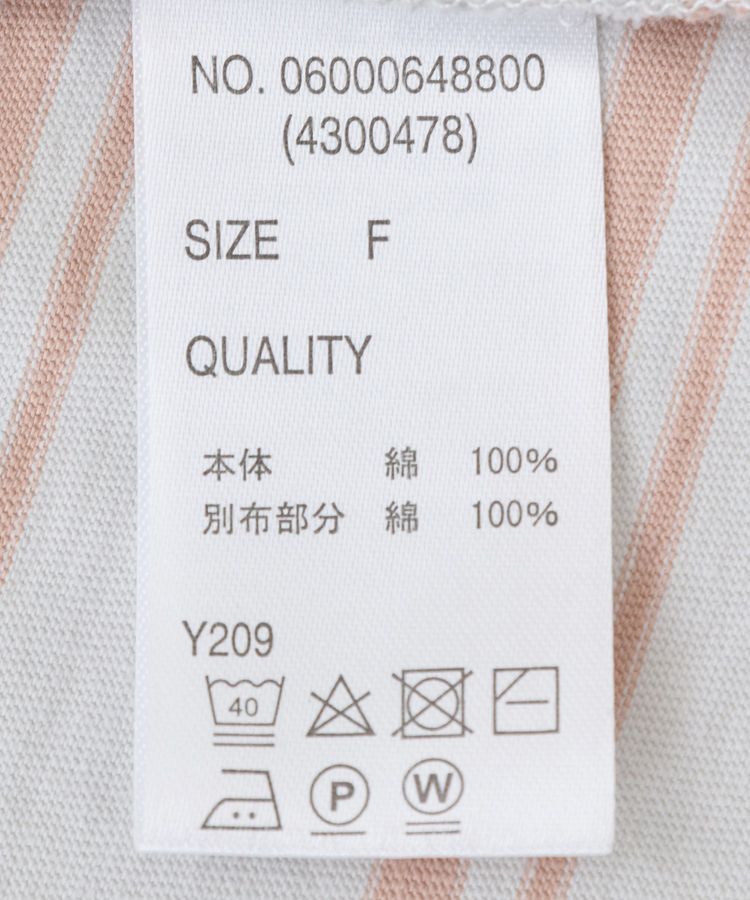 NO. 06000648800
(4300478)
SIZE F
QUALITY
本体 綿 100%
別布部分 綿 100%
Y209
40
P W